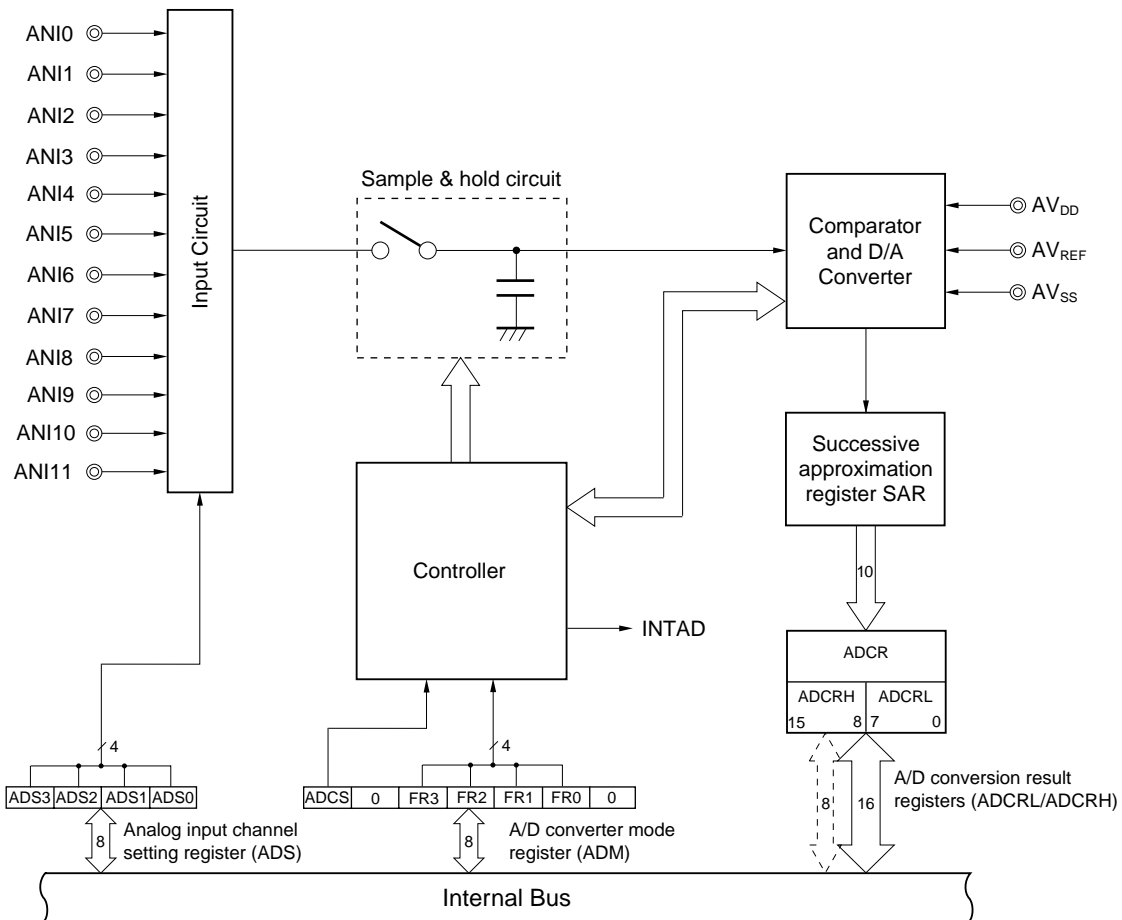 ANI0
ANI1
ANI2
ANI3
ANI4
ANI5
ANI6
ANI7
ANI8
ANI9
ANI10
ANI11
Input Circuit
Sample & hold circuit
Comparator
and D/A
Converter
AVDD
AVREF
AVSS
Successive
approximation
register SAR
Controller
INTAD
10
ADCR
ADCRH ADCRL
15 8 7 0
4
4
ADS3 ADS2 ADS1 ADS0
ADCS 0 FR3 FR2 FR1 FR0 0
8
Analog input channel
setting register (ADS)
8
A/D converter mode
register (ADM)
8
16
A/D conversion result
registers (ADCRL/ADCRH)
Internal Bus